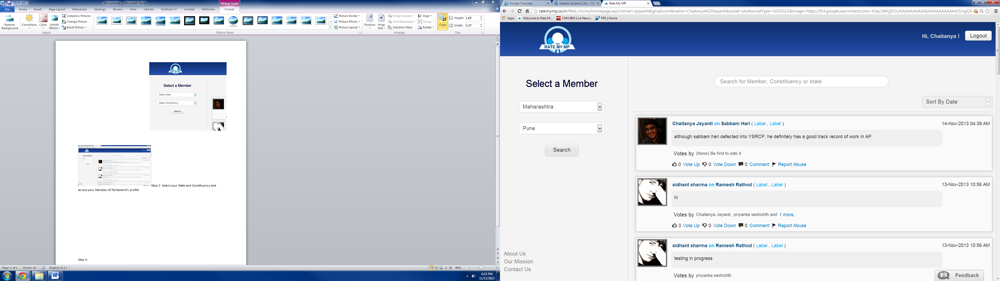 Document1 - Microsoft Word
Picture Tools
File Home Insert Page Layout References Mailings Review View Add-Ins EndNote X7 Acrobat RefWorks Format
Remove Background
Corrections
Color
Artistic Effects
Compress Pictures
Change Picture
Reset Picture
Adjust
Picture Styles
Picture Border
Picture Effects
Picture Layout
Position
Wrap Text
Bring Forward
Send Backward
Selection Pane
Align
Group
Rotate
Arrange
Crop
Height: 1.83"
Width: 3.27"
Size
RATE MY MP
Select a Member
Select State
Select Constituency
Search
Step 2: Select your State and Constituency and
access your Member of Parliament's profile
Step 3:
Page: 1 of 1 Words: 16 English (U.S.) 90%
6:23 PM
11/13/2013
Google Translate
Gadwin Systems, Inc. - So
Rate My MP
ratemymp.co.in/Web_Forms/homepage.aspx?email=cjayanti@gmail.com&name=Chaitanya%20Jayanti&social=yes&socialType=GOOGLE&image=https://lh3.googleusercontent.com/-X3aL5WQj5Oc/AAAAAAAAAAI/AAAAAAAAAAA/SrsgQ5
Apps Welcome to Rate M... CNN-IBN Live News... PRS | Home
RATE MY MP
Hi, Chaitanya !
Logout
Select a Member
Maharashtra
Pune
Search
About Us
Our Mission
Contact Us
Search for Member, Constituency or state
Sort By Date
Chaitanya Jayanti on Sabbam Hari ( Label , Label )
14-Nov-2013 04:39 AM
although sabbam hari defected into YSRCP, he definitely has a good track record of work in AP
Votes by (None) Be first to vote it
0 Vote Up 0 Vote Down 0 Comment Report Abuse
sidhant sharma on Ramesh Rathod ( Label , Label )
13-Nov-2013 10:56 AM
hi
Votes by Chaitanya Jayanti, priyanka vashishth and 1 more..
3 Vote Up 0 Vote Down 0 Comment Report Abuse
sidhant sharma on Ramesh Rathod ( Label , Label )
13-Nov-2013 10:56 AM
testing in progress
Votes by priyanka vashishth
Feedback